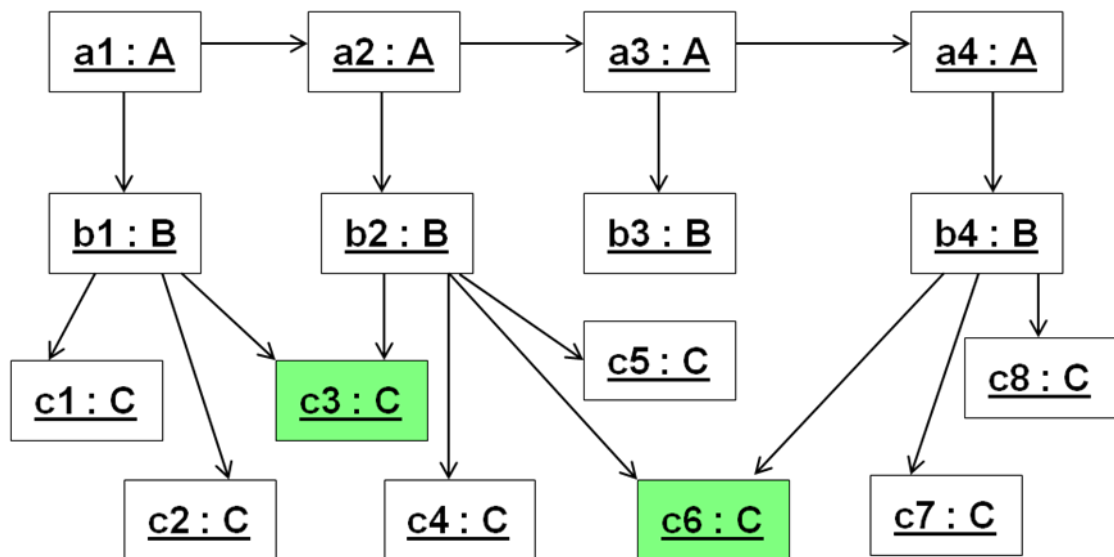 a1 : A
a2 : A
a3 : A
a4 : A
b1 : B
b2 : B
b3 : B
b4 : B
c1 : C
c3 : C
c5 : C
c8 : C
c2 : C
c4 : C
c6 : C
c7 : C